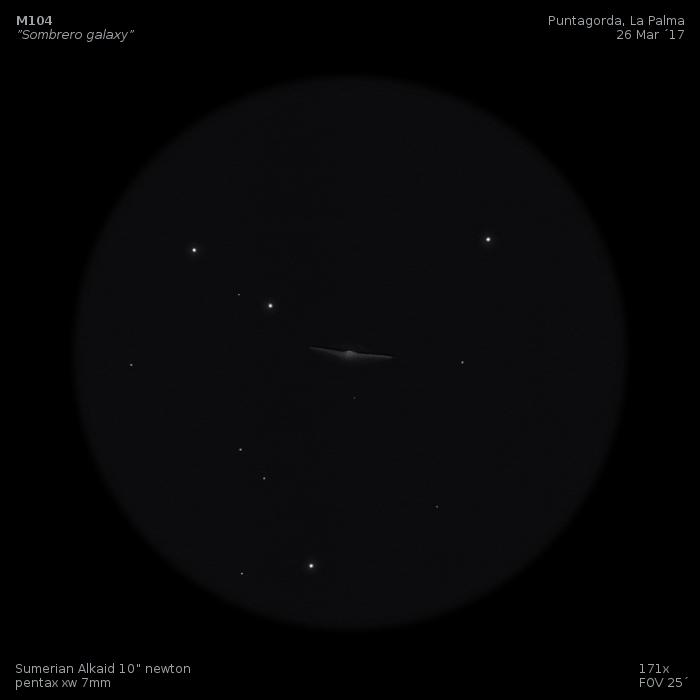 M104
”Sombrero galaxy”
Puntagorda, La Palma
26 Mar ´17
Sumerian Alkaid 10” newton
pentax xw 7mm
171x
FOV 25´